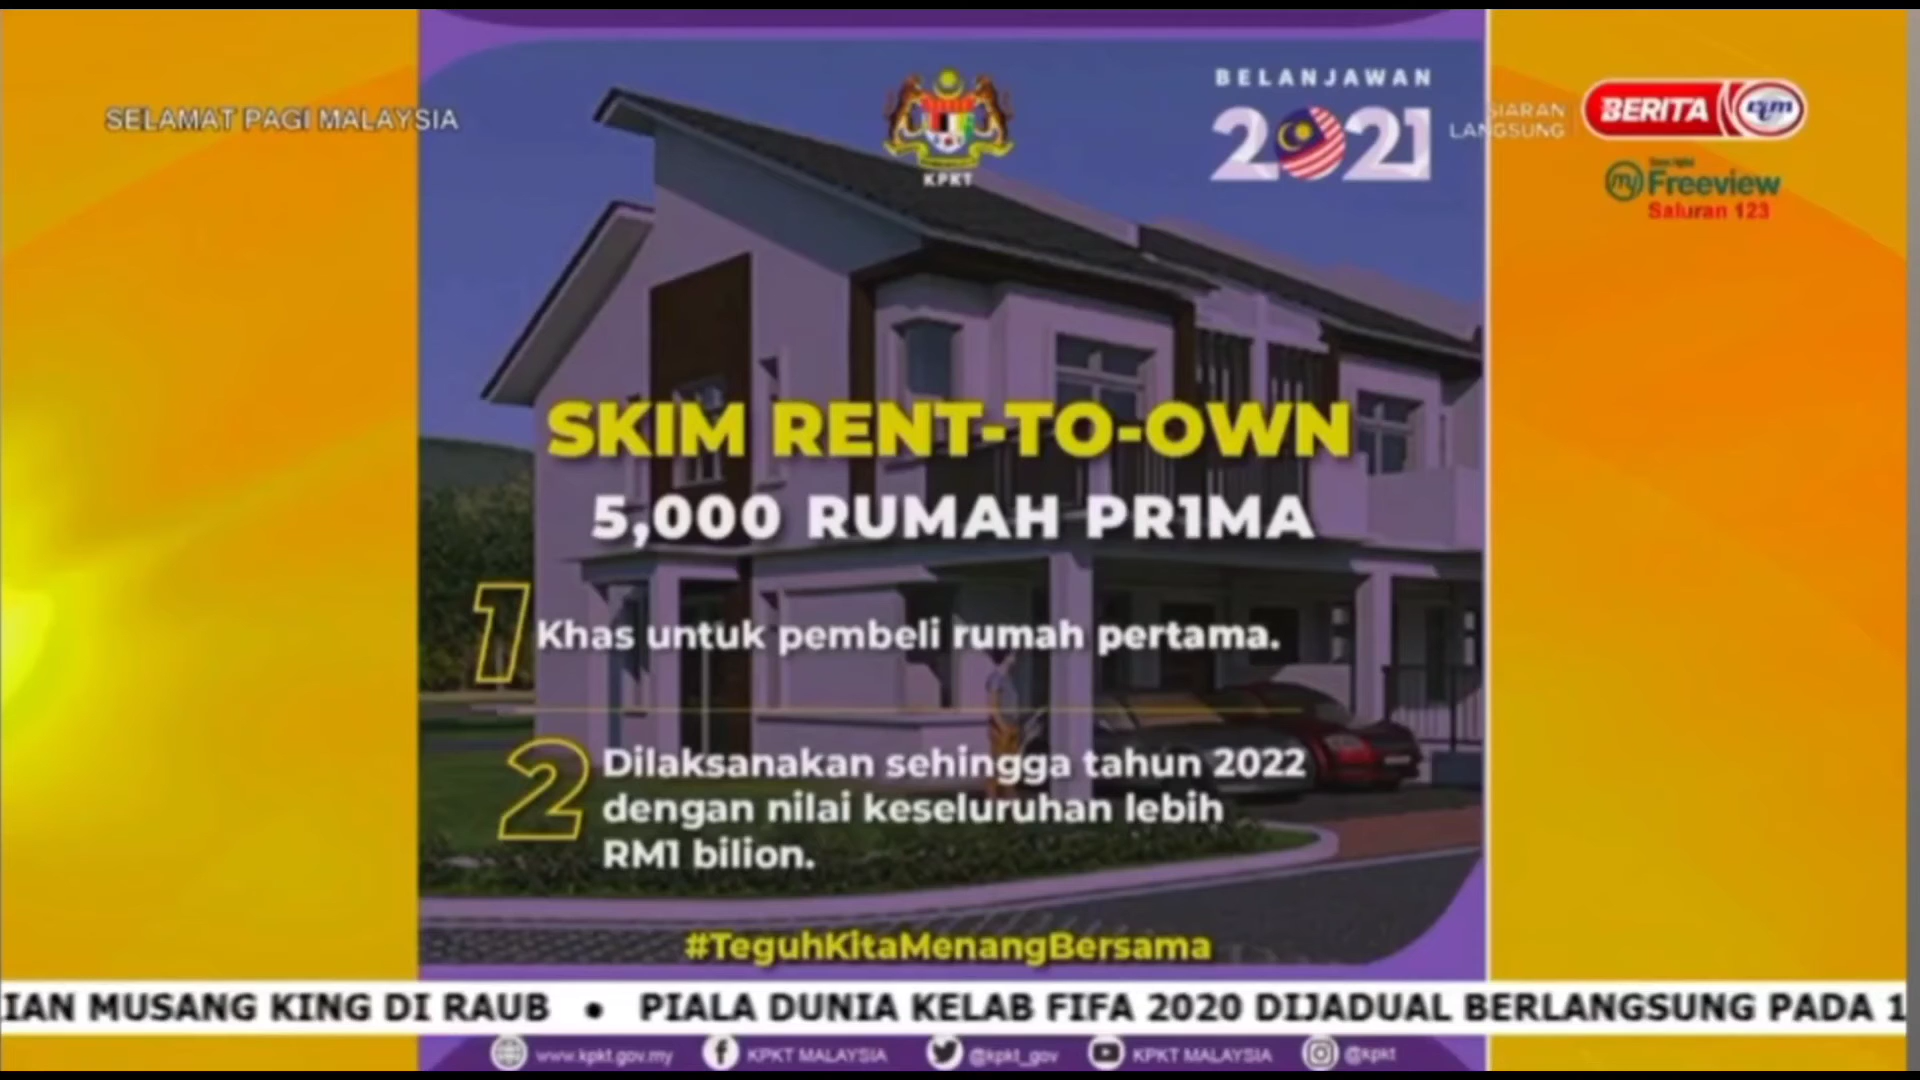 BELANJAWAN
2021
KPKT
SELAMAT PAGI MALAYSIA
SIARAN
LANGSUNG
BERITA rtm
my Freeview
Saluran 123
SKIM RENT-TO-OWN
5,000 RUMAH PR1MA
1 Khas untuk pembeli rumah pertama.
2 Dilaksanakan sehingga tahun 2022
dengan nilai keseluruhan lebih
RM1 bilion.
#TeguhKitaMenangBersama
IAN MUSANG KING DI RAUB • PIALA DUNIA KELAB FIFA 2020 DIJADUAL BERLANGSUNG PADA 1
www.kpkt.gov.my KPKT MALAYSIA @kpkt_gov KPKT MALAYSIA @kpkt